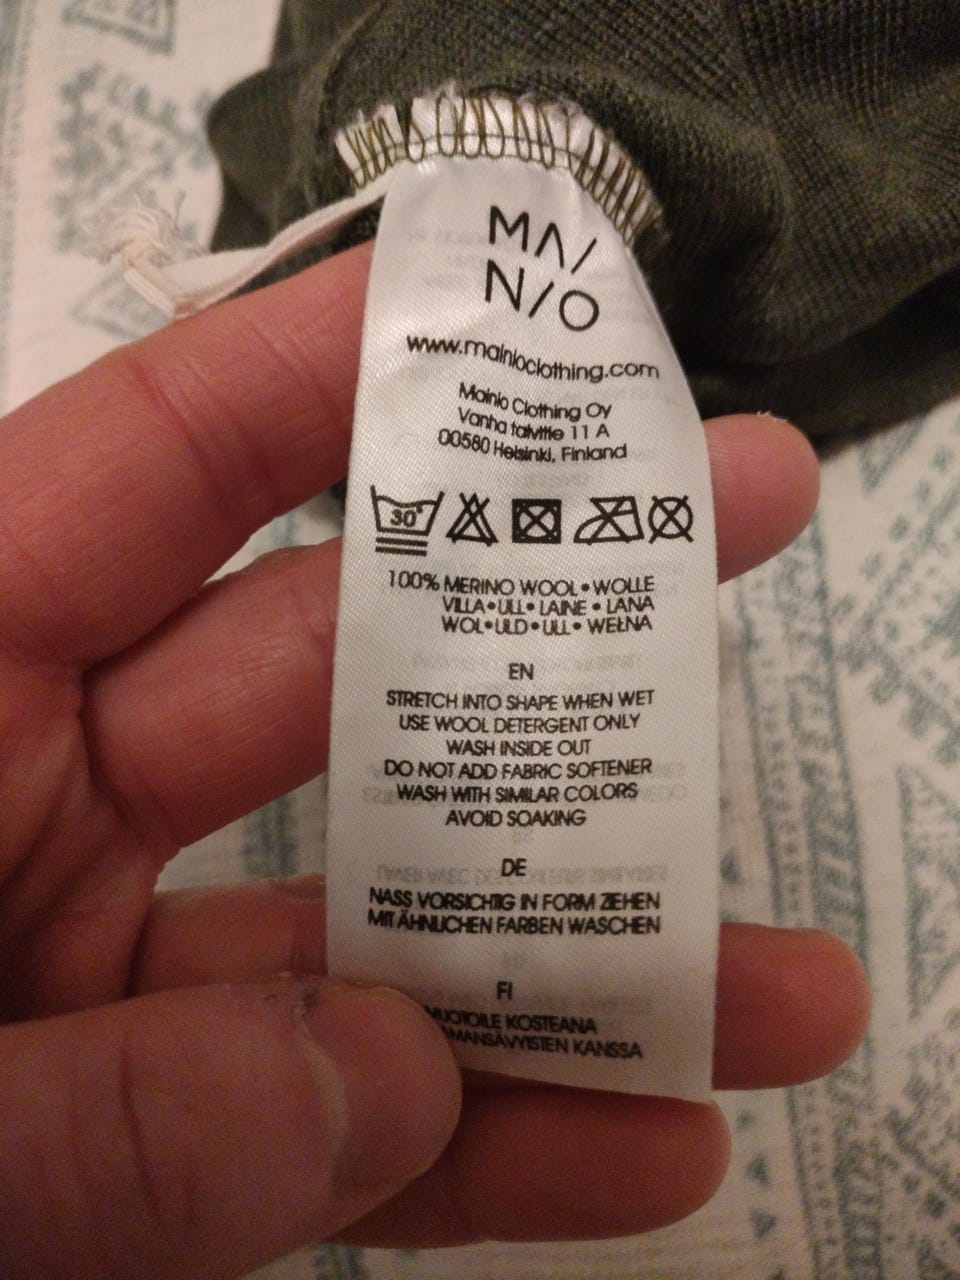 MAI
NIO
www.mainioclothing.com
Mainio Clothing Oy
Vanha talvitie 11 A
00580 Helsinki, Finland
30°
100% MERINO WOOL • WOLLE
VILLA • ULL • LAINE • LANA
WOL • ULD • ULL • WEŁNA
EN
STRETCH INTO SHAPE WHEN WET
USE WOOL DETERGENT ONLY
WASH INSIDE OUT
DO NOT ADD FABRIC SOFTENER
WASH WITH SIMILAR COLORS
AVOID SOAKING
DE
NASS VORSICHTIG IN FORM ZIEHEN
MIT ÄHNLICHEN FARBEN WASCHEN
FI
MUOTOILE KOSTEANA
KANSSA